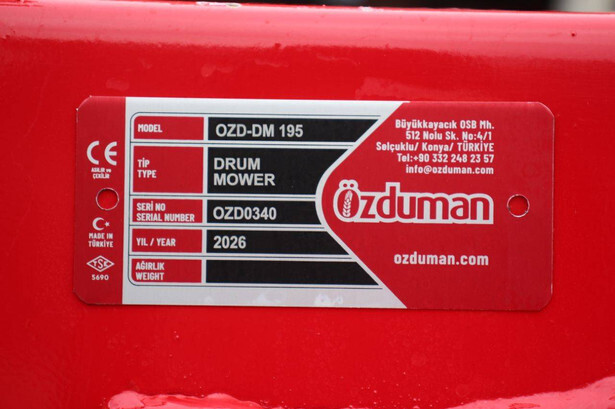 CE
ASILIR ve
ÇEKİLİR
MADE IN
TÜRKİYE
TSE
5690
MODEL OZD-DM 195
TİP
TYPE
DRUM
MOWER
SERİ NO
SERIAL NUMBER
OZD0340
YIL / YEAR 2026
AĞIRLIK
WEIGHT
Büyükkayacık OSB Mh.
512 Nolu Sk. No:4/1
Selçuklu/ Konya/ TÜRKİYE
Tel:+90 332 248 23 57
info@ozduman.com
Özduman
ozduman.com